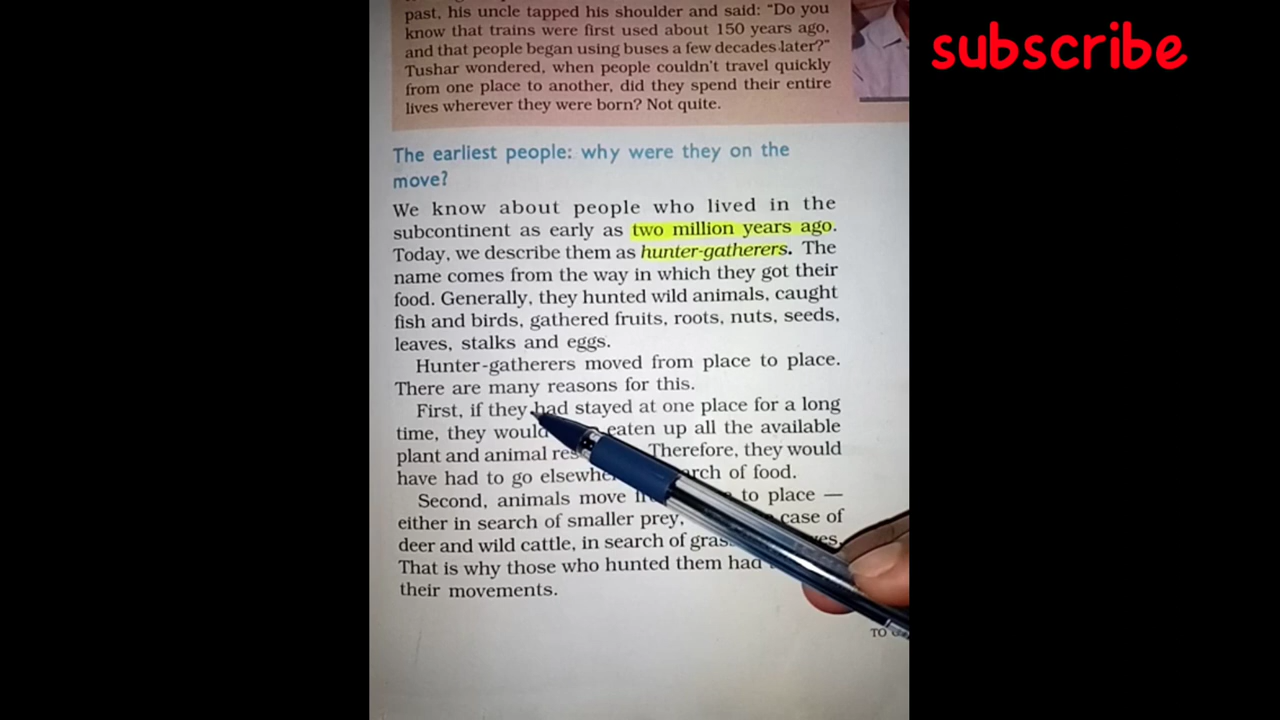 past, his uncle tapped his shoulder and said: "Do you
know that trains were first used about 150 years ago,
and that people began using buses a few decades later?"
Tushar wondered, when people couldn't travel quickly
from one place to another, did they spend their entire
lives wherever they were born? Not quite.
subscribe
The earliest people: why were they on the
move?
We know about people who lived in the
subcontinent as early as two million years ago.
Today, we describe them as hunter-gatherers. The
name comes from the way in which they got their
food. Generally, they hunted wild animals, caught
fish and birds, gathered fruits, roots, nuts, seeds,
leaves, stalks and eggs.
Hunter-gatherers moved from place to place.
There are many reasons for this.
First, if they had stayed at one place for a long
time, they would eaten up all the available
plant and animal Therefore, they would
have had to go of food.
Second, animals move to place —
either in search of smaller prey, case of
deer and wild cattle, in search of
That is why those who hunted them had
their movements.
TO